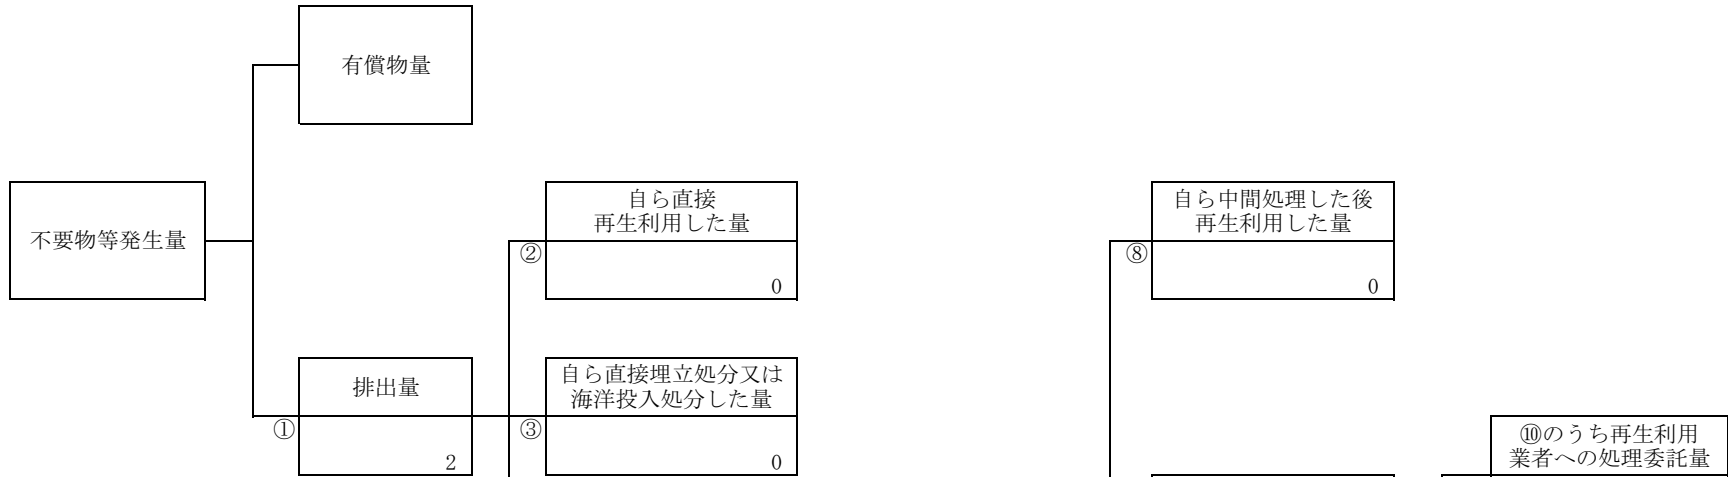 有償物量
不要物等発生量
自ら直接
再生利用した量
②
0
自ら中間処理した後
再生利用した量
⑧
0
排出量
①
2
自ら直接埋立処分又は
海洋投入処分した量
③
0
⑩のうち再生利用
業者への処理委託量